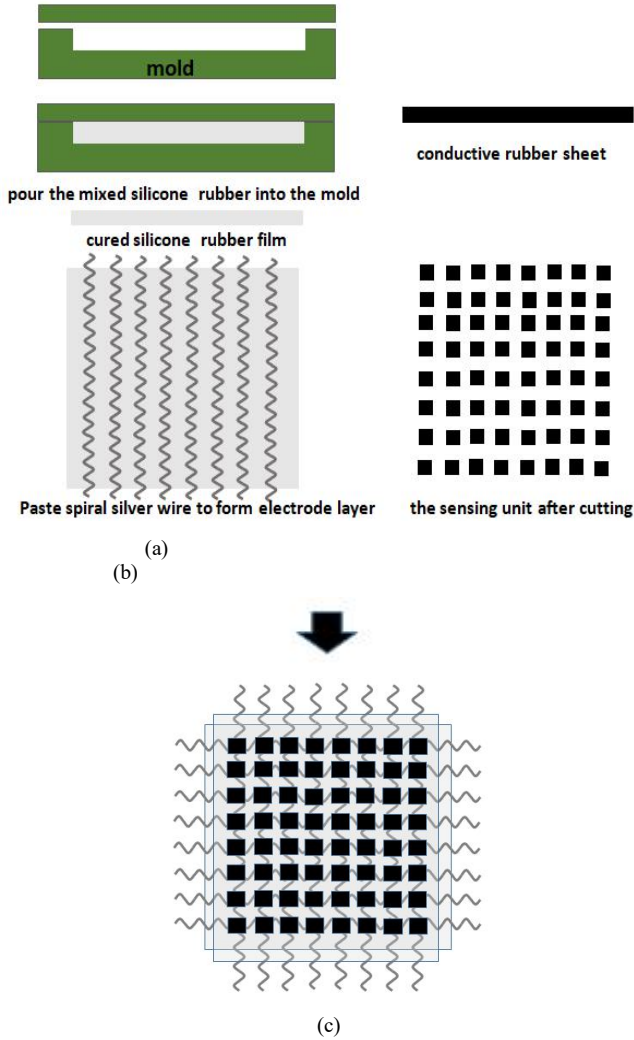 mold
pour the mixed silicone rubber into the mold
conductive rubber sheet
cured silicone rubber film
Paste spiral silver wire to form electrode layer
the sensing unit after cutting
(a)
(b)
(c)